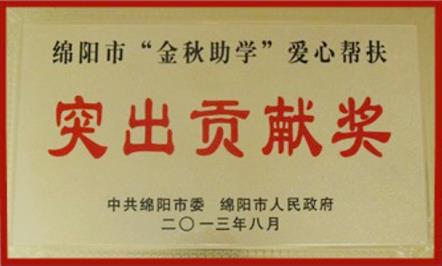 绵阳市“金秋助学”爱心帮扶
突出贡献奖
中共绵阳市委 绵阳市人民政府
二〇一三年八月